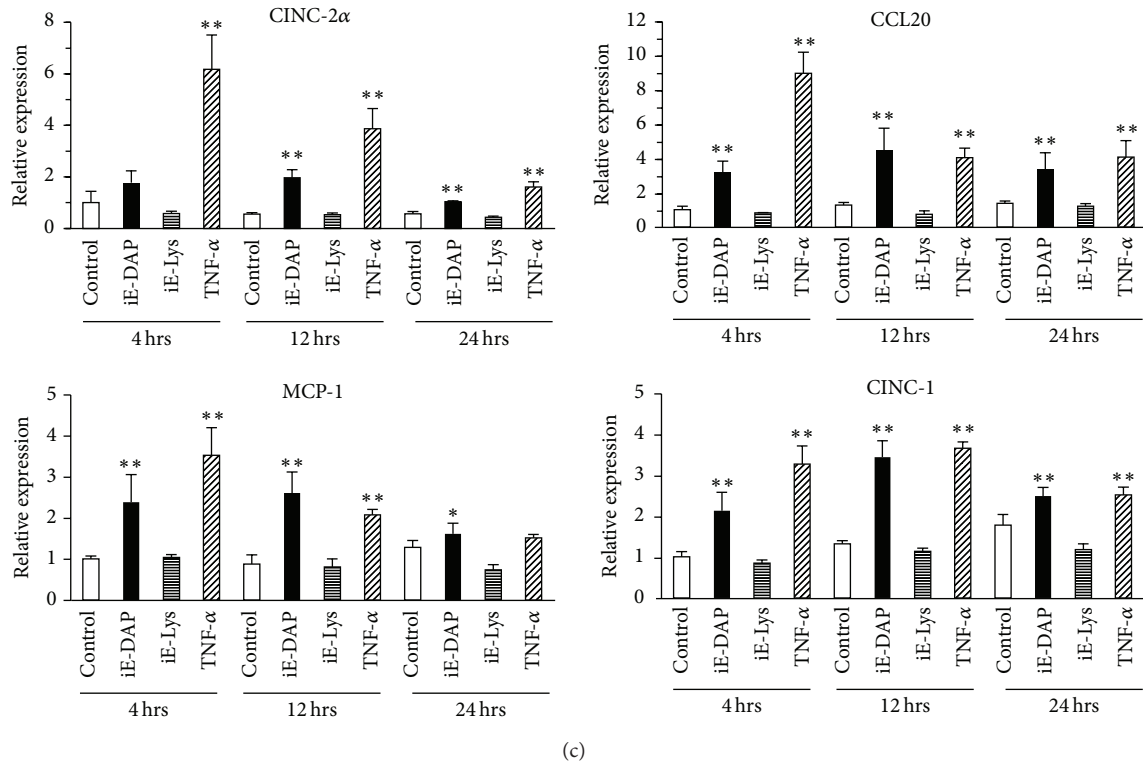 CINC-2α
Relative expression
8
6
4
2
0
**
**
**
**
**
Control
iE-DAP
iE-Lys
TNF-α
Control
iE-DAP
iE-Lys
TNF-α
Control
iE-DAP
iE-Lys
TNF-α
4 hrs
12 hrs
24 hrs
CCL20
Relative expression
12
10
8
6
4
2
0
**
**
**
**
**
**
Control
iE-DAP
iE-Lys
TNF-α
Control
iE-DAP
iE-Lys
TNF-α
Control
iE-DAP
iE-Lys
TNF-α
4 hrs
12 hrs
24 hrs
MCP-1
Relative expression
5
4
3
2
1
0
**
**
**
**
*
Control
iE-DAP
iE-Lys
TNF-α
Control
iE-DAP
iE-Lys
TNF-α
Control
iE-DAP
iE-Lys
TNF-α
4 hrs
12 hrs
24 hrs
CINC-1
Relative expression
5
4
3
2
1
0
**
**
**
**
**
**
Control
iE-DAP
iE-Lys
TNF-α
Control
iE-DAP
iE-Lys
TNF-α
Control
iE-DAP
iE-Lys
TNF-α
4 hrs
12 hrs
24 hrs
(c)